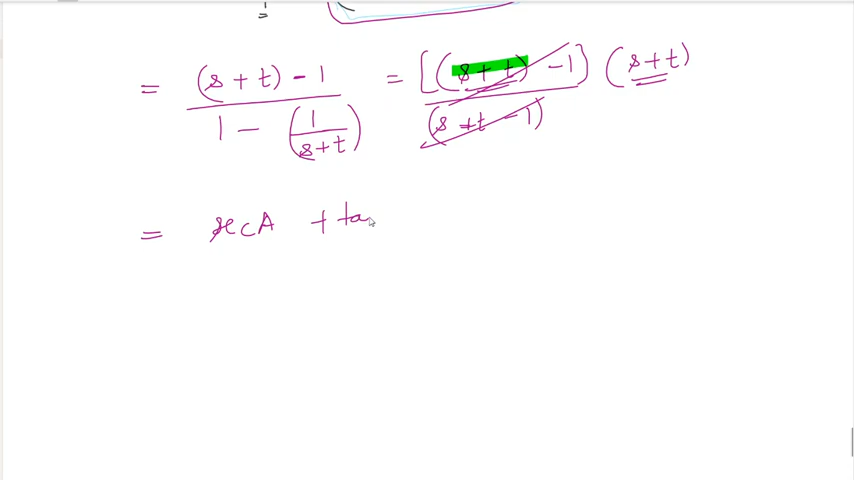 = (s + t) - 1 / 1 - (1 / s+t) = [(s + t) - 1] (s+t) / (s + t - 1)
= secA + ta